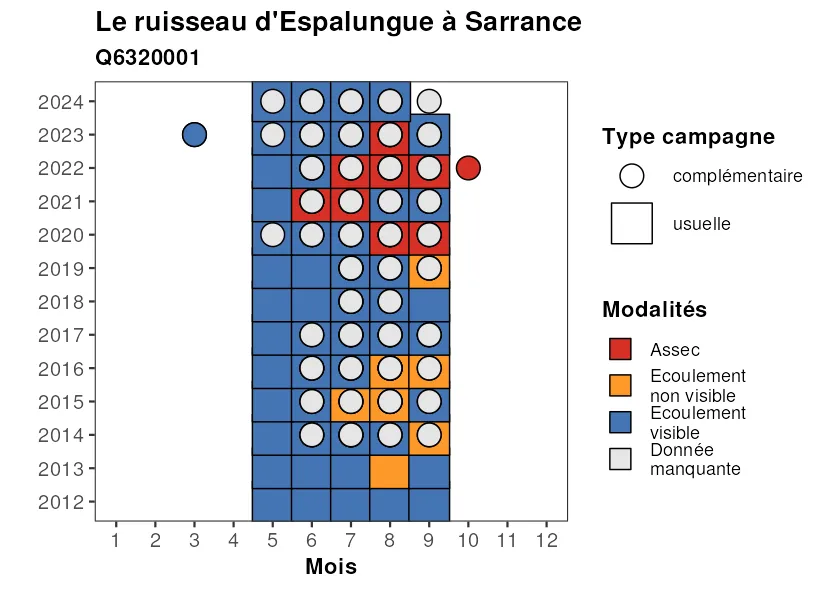 Le ruisseau d'Espalungue à Sarrance
Q6320001
2024
2023
2022
2021
2020
2019
2018
2017
2016
2015
2014
2013
2012
1 2 3 4 5 6 7 8 9 10 11 12
Mois
Type campagne
complémentaire
usuelle
Modalités
Assec
Ecoulement
non visible
Ecoulement
visible
Donnée
manquante